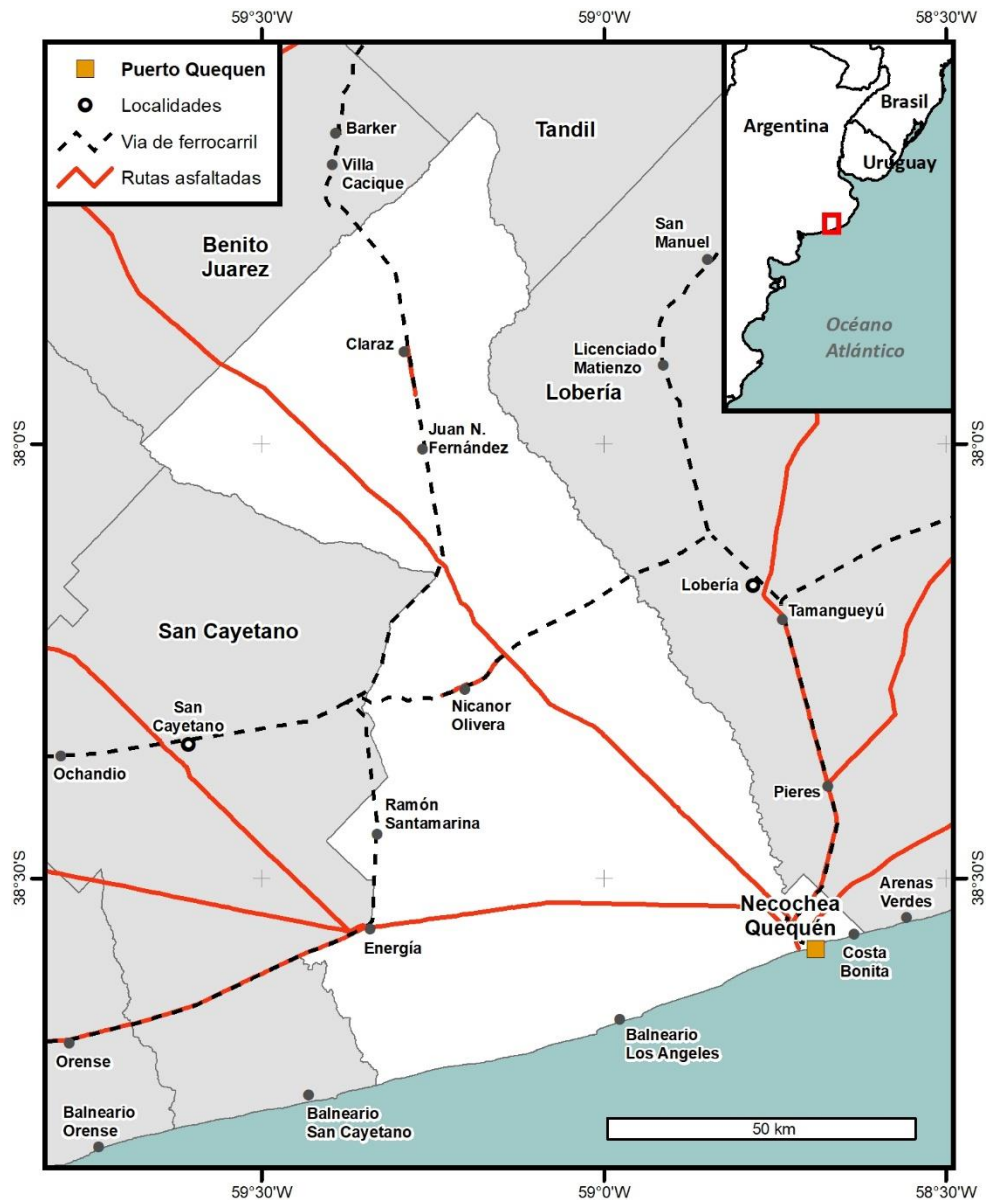 59°30'W
59°0'W
58°30'W
Puerto Quequen
Localidades
Via de ferrocarril
Rutas asfaltadas
Barker
Villa
Cacique
Tandil
Argentina
Brasil
Uruguay
Océano
Atlántico
Benito
Juarez
San
Manuel
Claraz
Licenciado
Matienzo
Lobería
Juan N.
Fernández
38°0'S
38°0'S
Lobería
Tamangueyú
San Cayetano
San
Cayetano
Nicanor
Olivera
Ochandio
Pieres
Ramón
Santamarina
38°30'S
38°30'S
Necochea
Quequén
Arenas
Verdes
Energía
Costa
Bonita
Orense
Balneario
Los Angeles
Balneario
Orense
Balneario
San Cayetano
50 km
59°30'W
59°0'W
58°30'W